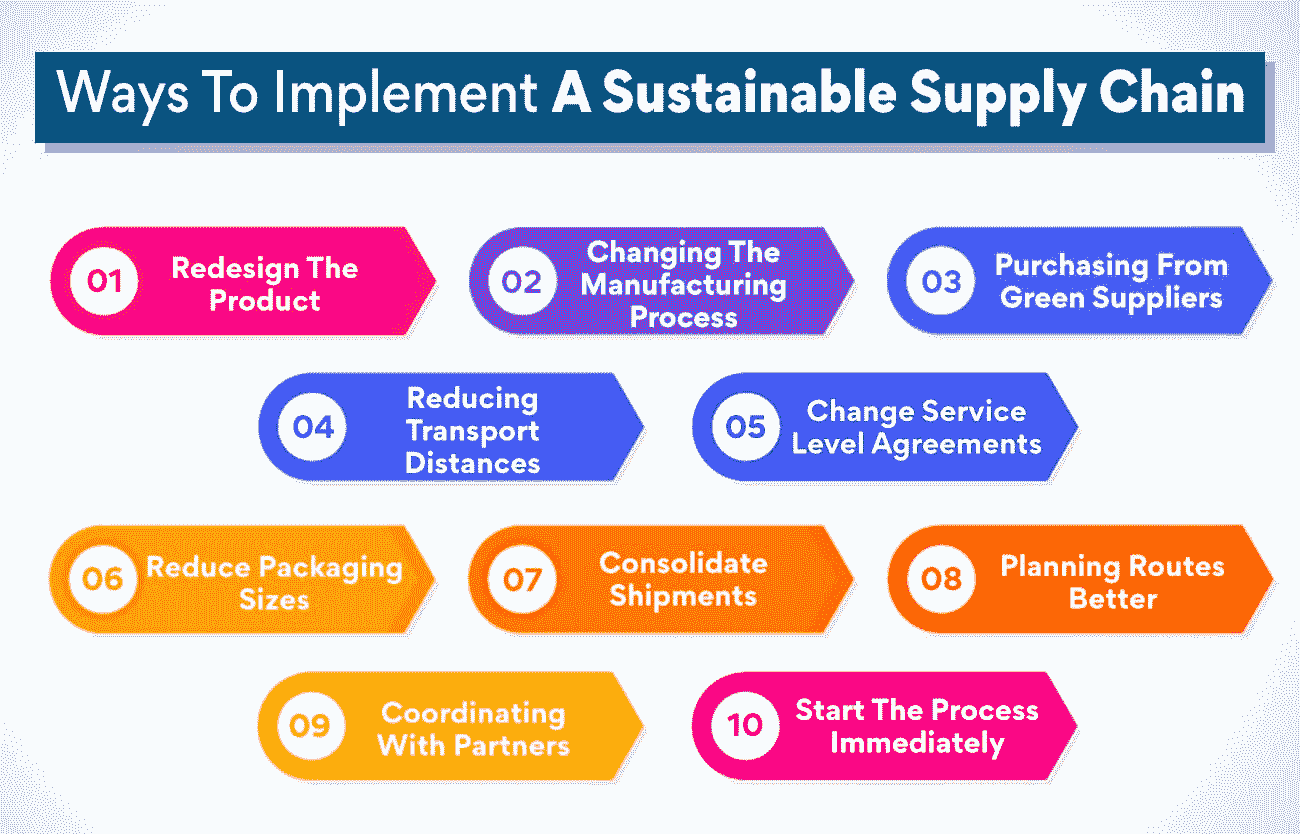 Ways To Implement A Sustainable Supply Chain
01
Redesign The
Product
02
Changing The
Manufacturing
Process
03
Purchasing From
Green Suppliers
04
Reducing
Transport
Distances
05
Change Service
Level Agreements
06
Reduce Packaging
Sizes
07
Consolidate
Shipments
08
Planning Routes
Better
09
Coordinating
With Partners
10
Start The Process
Immediately